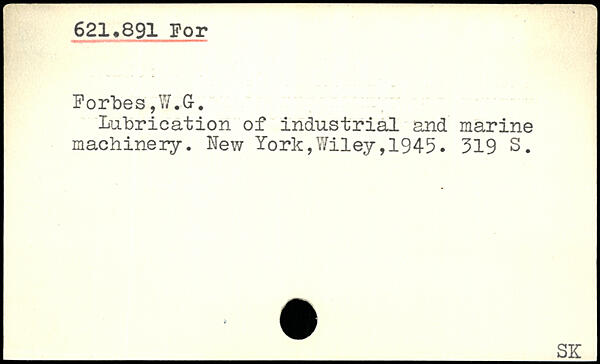 621.891 For
Forbes,W.G.
Lubrication of industrial and marine
machinery. New York,Wiley,1945. 319 S.
SK